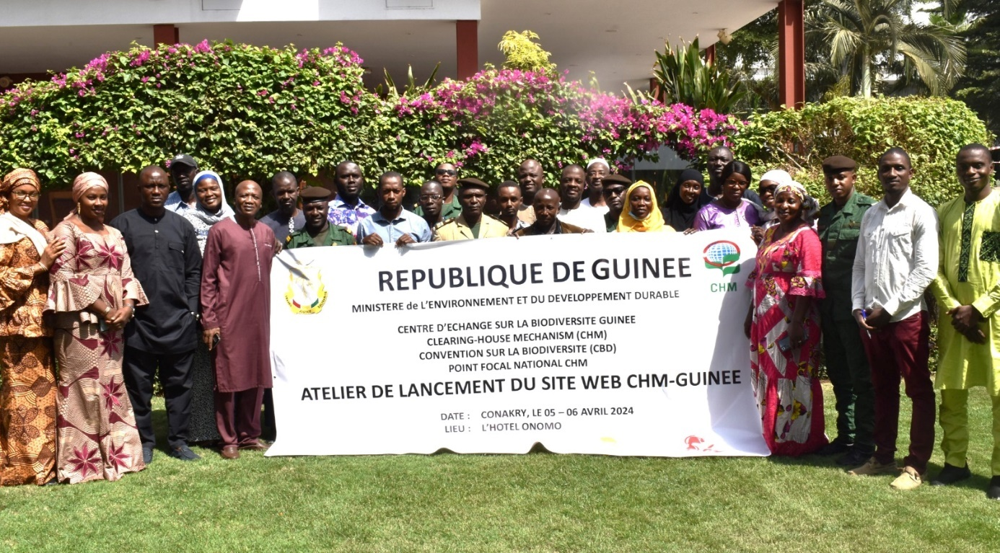 REPUBLIQUE DE GUINEE
CHM
MINISTERE de L'ENVIRONNEMENT ET DU DEVELOPPEMENT DURABLE
CENTRE D'ECHANGE SUR LA BIODIVERSITE GUINEE
CLEARING-HOUSE MECHANISM (CHM)
CONVENTION SUR LA BIODIVERSITE (CBD)
POINT FOCAL NATIONAL CHM
ATELIER DE LANCEMENT DU SITE WEB CHM-GUINEE
DATE : CONAKRY, LE 05 – 06 AVRIL 2024
LIEU : L'HOTEL ONOMO